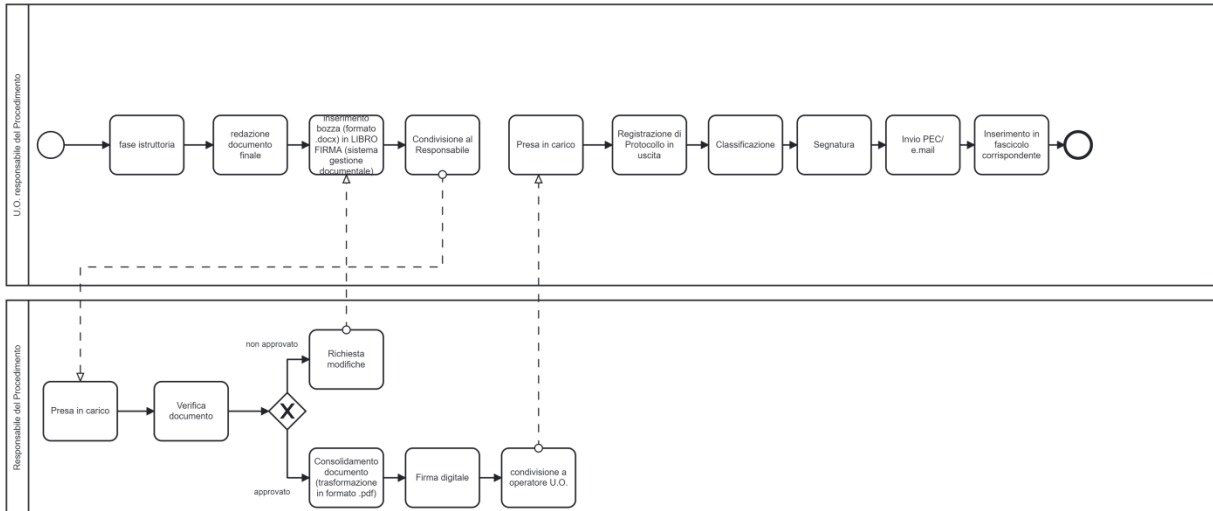 U.O. responsabile del Procedimento
fase istruttoria
redazione
documento
finale
Inserimento
bozza (formato
.docx) in LIBRO
FIRMA (sistema
gestione
documentale)
Condivisione al
Responsabile
Presa in carico
Registrazione di
Protocollo in
uscita
Classificazione
Segnatura
Invio PEC/
e.mail
Inserimento in
fascicolo
corrispondente
Responsabile del Procedimento
Presa in carico
Verifica
documento
non approvato
Richiesta
modifiche
approvato
Consolidamento
documento
(trasformazione
in formato .pdf)
Firma digitale
condivisione a
operatore U.O.